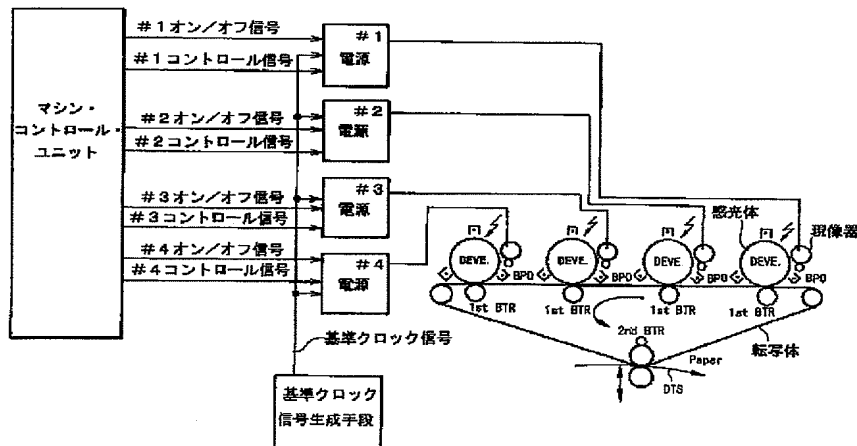 マシン・
コントロール・
ユニット
#1オン/オフ信号
#1コントロール信号
#2オン/オフ信号
#2コントロール信号
#3オン/オフ信号
#3コントロール信号
#4オン/オフ信号
#4コントロール信号
#1
電源
#2
電源
#3
電源
#4
電源
基準クロック信号
基準クロック
信号生成手段
感光体
現像器
DEVE.
DEVE.
DEVE.
DEVE.
BPO
BPO
BPO
BPO
1st BTR
1st BTR
1st BTR
1st BTR
2nd BTR
転写体
Paper
DTS